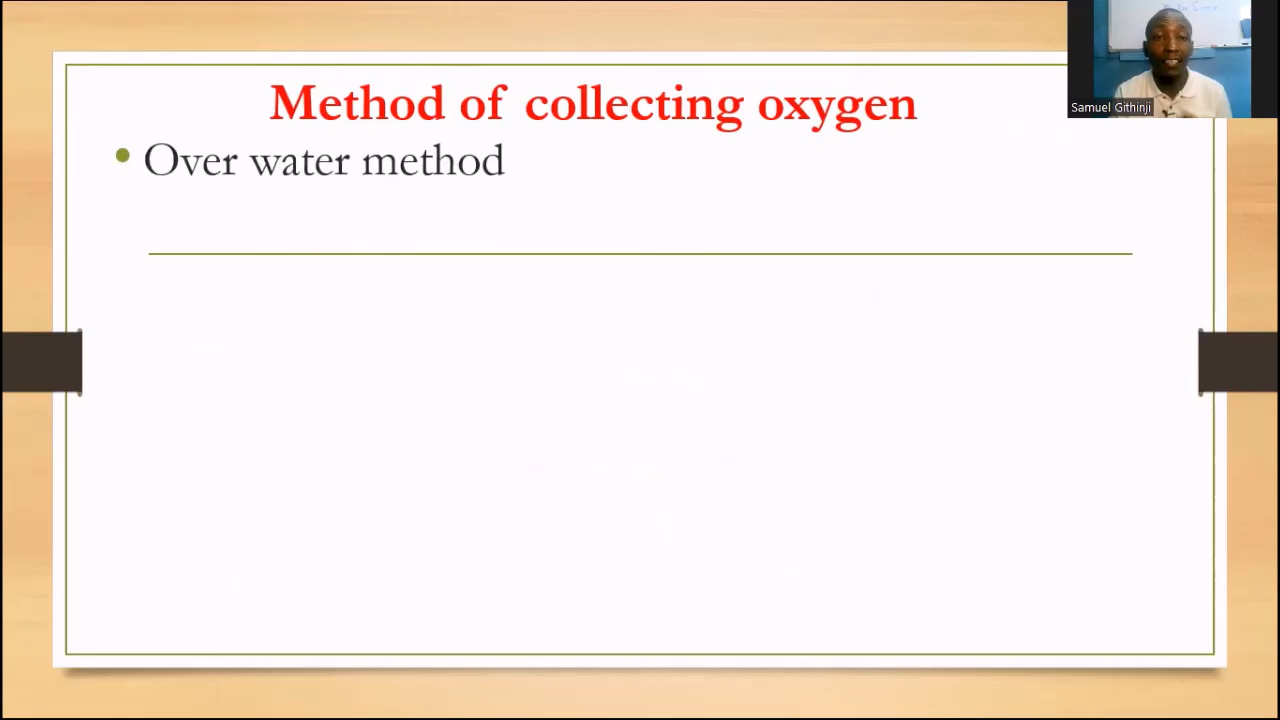 Method of collecting oxygen
• Over water method
Samuel Githinji